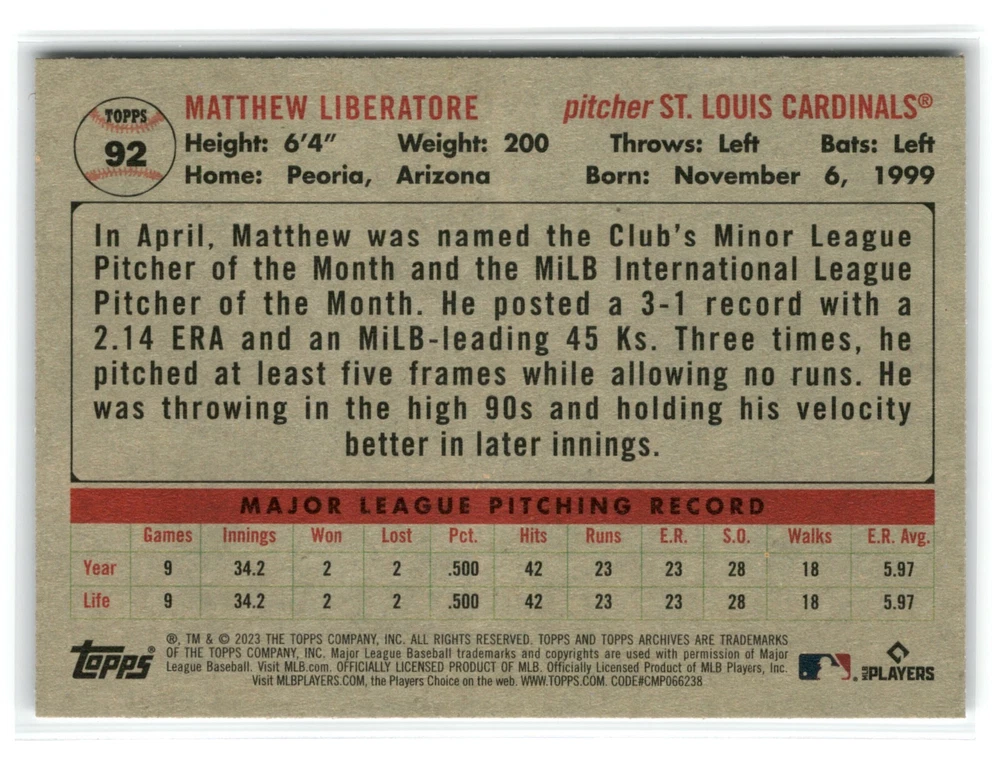 TOPPS
92
MATTHEW LIBERATORE pitcher ST. LOUIS CARDINALS®
Height: 6'4" Weight: 200 Throws: Left Bats: Left
Home: Peoria, Arizona Born: November 6, 1999
In April, Matthew was named the Club's Minor League
Pitcher of the Month and the MiLB International League
Pitcher of the Month. He posted a 3-1 record with a
2.14 ERA and an MiLB-leading 45 Ks. Three times, he
pitched at least five frames while allowing no runs. He
was throwing in the high 90s and holding his velocity
better in later innings.
MAJOR LEAGUE PITCHING RECORD
Games Innings Won Lost Pct. Hits Runs E.R. S.O. Walks E.R. Avg.
Year 9 34.2 2 2 .500 42 23 23 28 18 5.97
Life 9 34.2 2 2 .500 42 23 23 28 18 5.97
topps®
®, TM & © 2023 THE TOPPS COMPANY, INC. ALL RIGHTS RESERVED. TOPPS AND TOPPS ARCHIVES ARE TRADEMARKS
OF THE TOPPS COMPANY, INC. Major League Baseball trademarks and copyrights are used with permission of Major
League Baseball. Visit MLB.com. OFFICIALLY LICENSED PRODUCT OF MLB. Officially Licensed Product of MLB Players, Inc.
Visit MLBPLAYERS.COM, the Players Choice on the web. WWW.TOPPS.COM. CODE#CMP066238
MLB PLAYERS